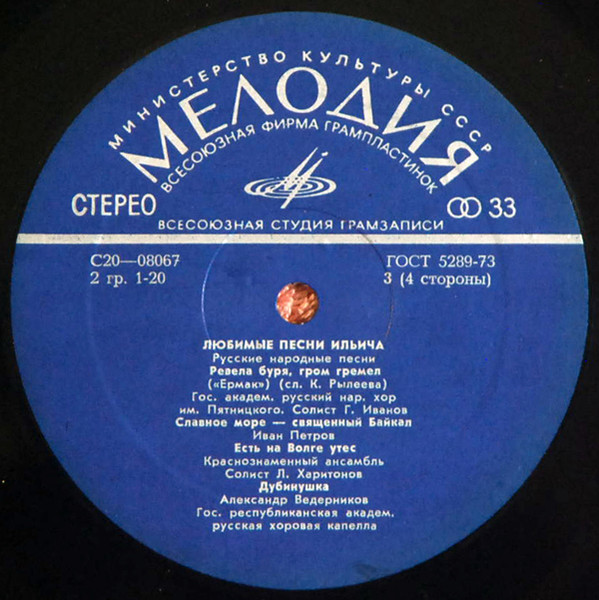 МИНИСТЕРСТВО КУЛЬТУРЫ СССР
МЕЛОДИЯ
ВСЕСОЮЗНАЯ ФИРМА ГРАМПЛАСТИНОК
СТЕРЕО
33
ВСЕСОЮЗНАЯ СТУДИЯ ГРАМЗАПИСИ
С20—08067
ГОСТ 5289-73
2 гр. 1-20
3 (4 стороны)
ЛЮБИМЫЕ ПЕСНИ ИЛЬИЧА
Русские народные песни
Ревела буря, гром гремел
(«Ермак») (сл. К. Рылеева)
Гос. академ. русский нар. хор
им. Пятницкого. Солист Г. Иванов
Славное море — священный Байкал
Иван Петров
Есть на Волге утес
Краснознаменный ансамбль
Солист Л. Харитонов
Дубинушка
Александр Ведерников
Гос. республиканская академ.
русская хоровая капелла